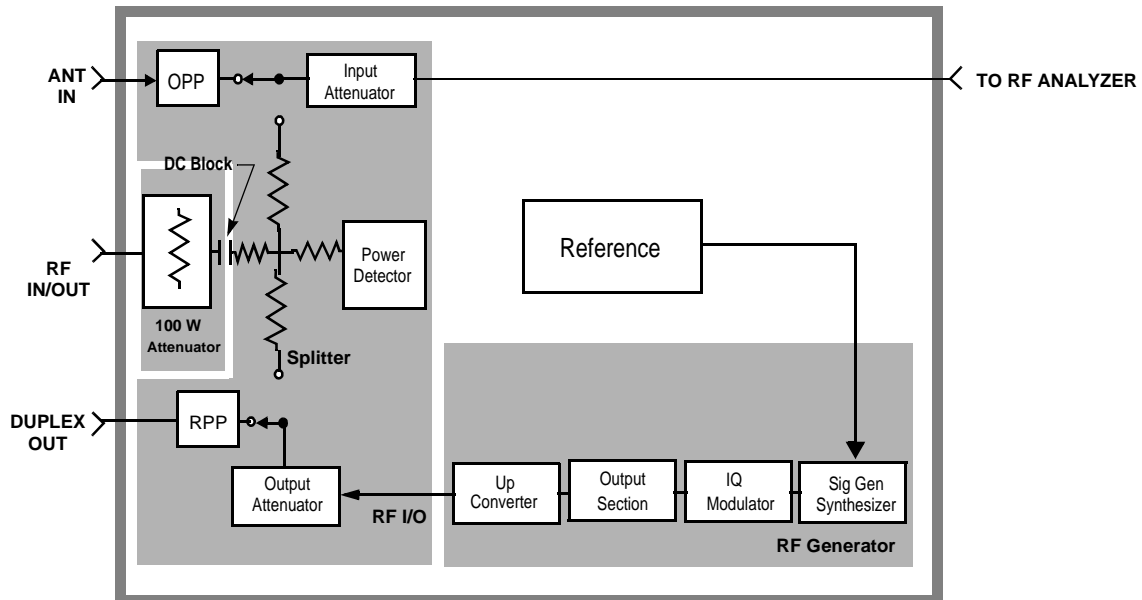 ANT
IN
OPP
Input
Attenuator
TO RF ANALYZER
DC Block
Reference
RF
IN/OUT
Power
Detector
100 W
Attenuator
Splitter
DUPLEX
OUT
RPP
Output
Attenuator
RF I/O
Up
Converter
Output
Section
IQ
Modulator
Sig Gen
Synthesizer
RF Generator